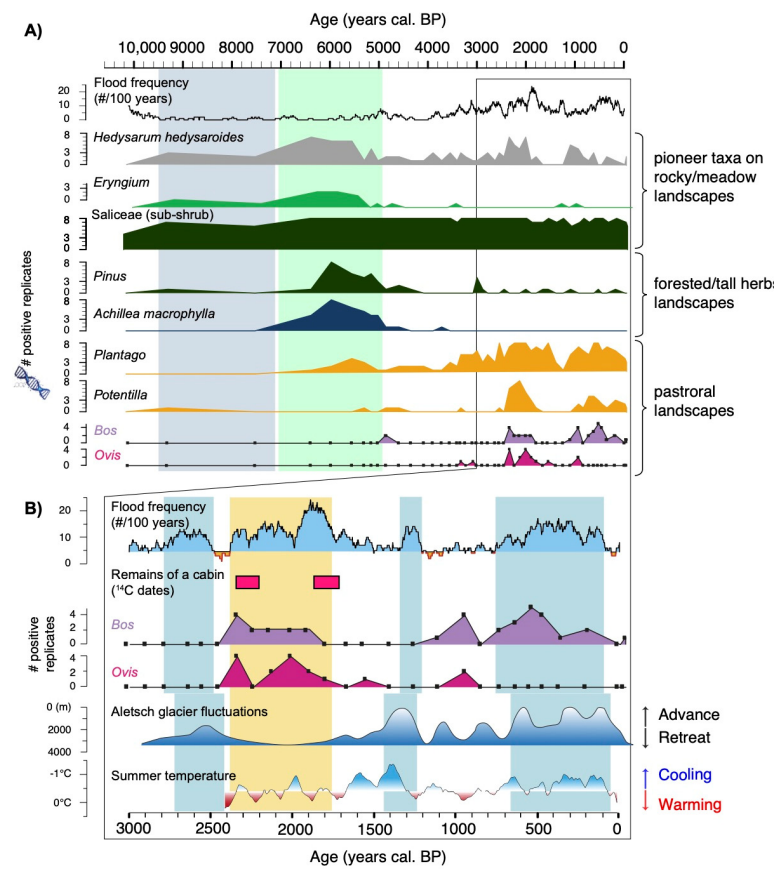 Age (years cal. BP)
A)
10,000 9000 8000 7000 6000 5000 4000 3000 2000 1000 0
Flood frequency
(#/100 years)
20
10
0
Hedysarum hedysaroides
8
3
0
pioneer taxa on
rocky/meadow
landscapes
Eryngium
3
0
Saliceae (sub-shrub)
8
3
0
# positive replicates
Pinus
8
3
0
forested/tall herbs
landscapes
Achillea macrophylla
8
3
0
Plantago
8
3
0
Potentilla
8
3
0
pastroral
landscapes
Bos
4
0
Ovis
4
0
B)
Flood frequency
(#/100 years)
20
10
0
Remains of a cabin
(14C dates)
# positive
replicates
Bos
4
2
0
Ovis
4
2
0
Aletsch glacier fluctuations
0 (m)
2000
4000
Advance
Retreat
Summer temperature
-1°C
0°C
Cooling
Warming
3000 2500 2000 1500 1000 500 0
Age (years cal. BP)